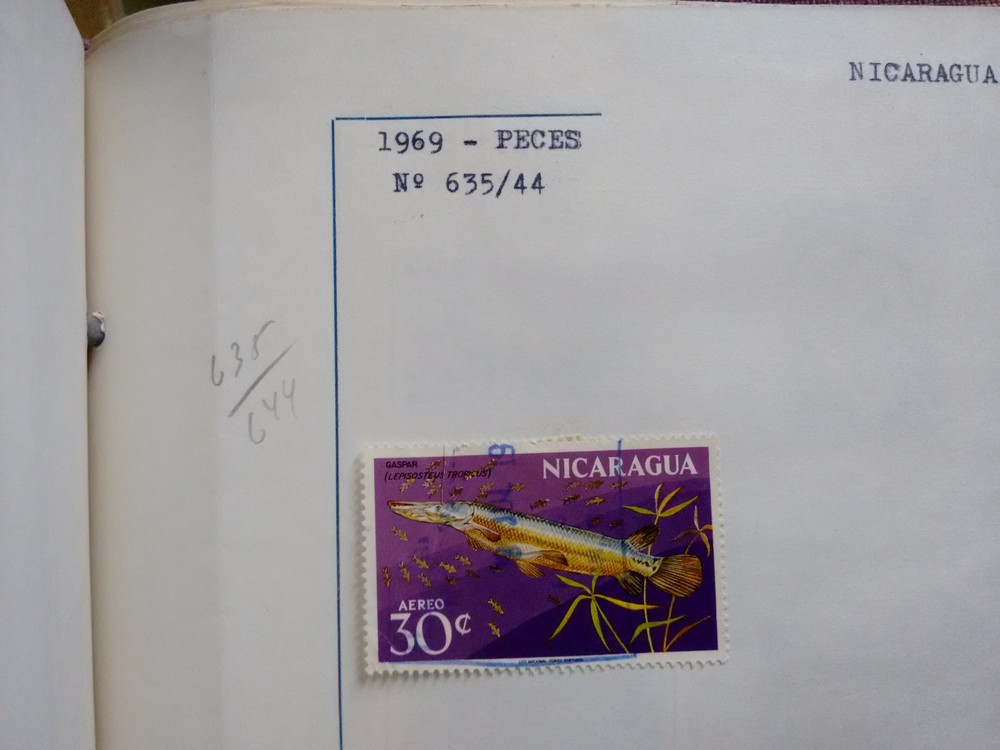 NICARAGUA
1969 - PECES
Nº 635/44
635/644
GASPAR
(LEPISOSTEUS TROPICUS)
NICARAGUA
AEREO
30¢